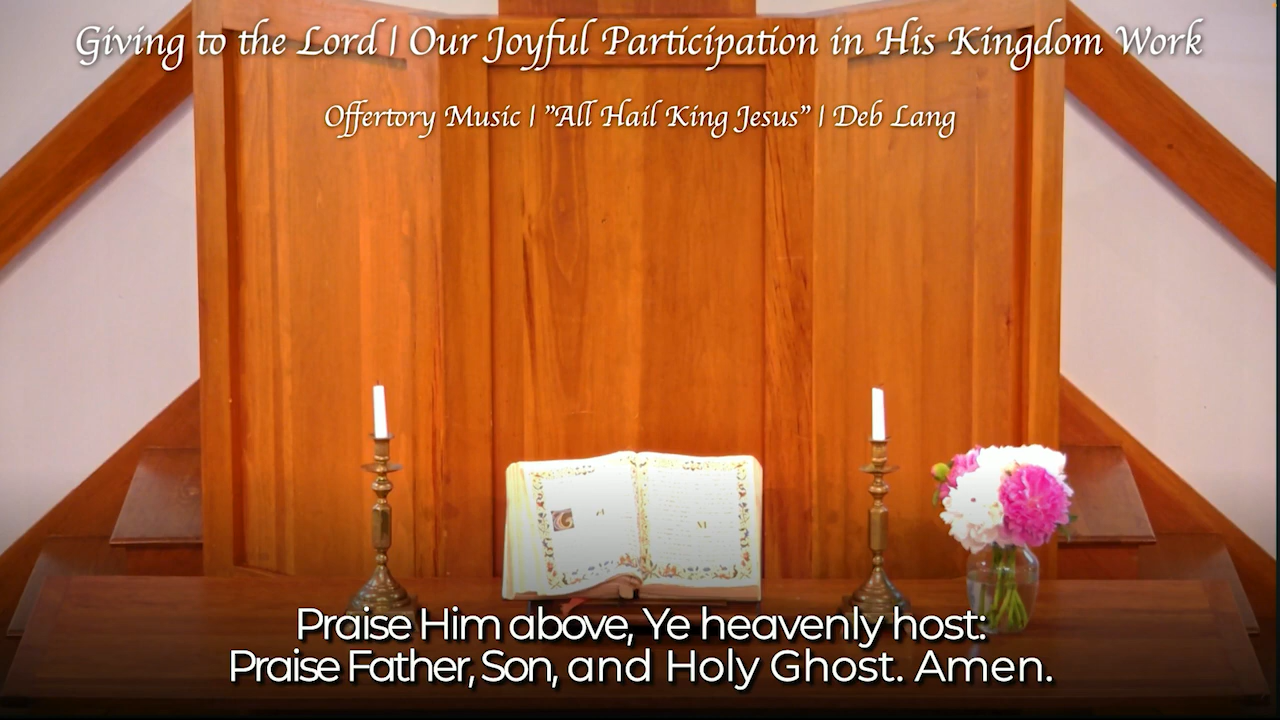 Giving to the Lord | Our Joyful Participation in His Kingdom Work
Offertory Music | "All Hail King Jesus" | Deb Lang
Praise Him above, Ye heavenly host:
Praise Father, Son, and Holy Ghost. Amen.